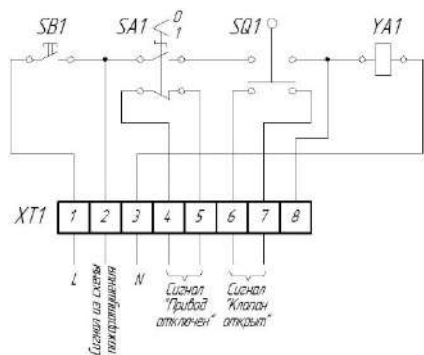 SB1 SA1 0 SQ1 YA1
1
XT1 1 2 3 4 5 6 7 8
L
Сигнал из схемы
пожаротушения
N
Сигнал
"Привод
отключен"
Сигнал
"Клапан
открыт"